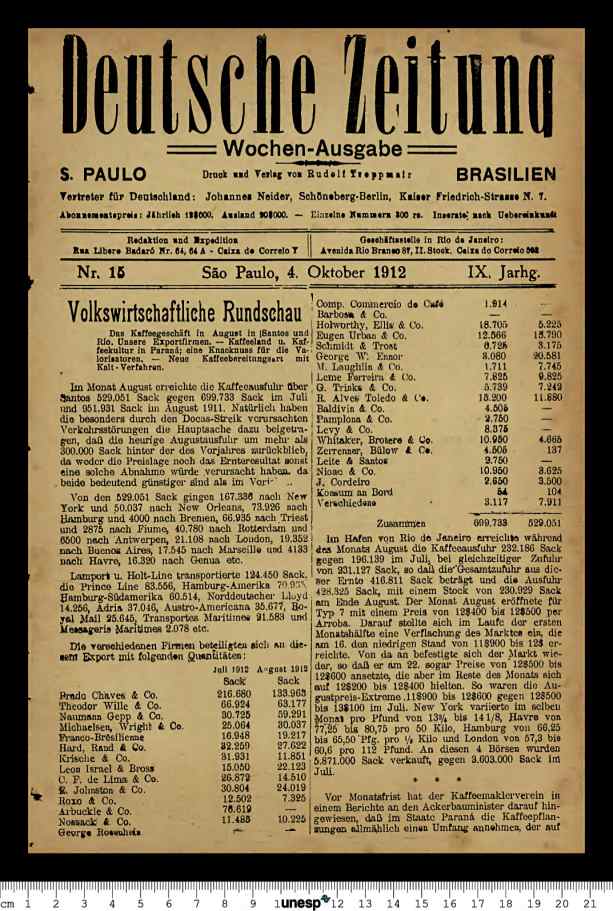 Deutsche Zeitung
Wochen-Ausgabe
S. PAULO
Druck und Verlag von Rudolf Troppmair
BRASILIEN
Vertreter für Deutschland: Johannes Neider, Schöneberg-Berlin, Kaiser Friedrich-Strasse N. 7.
Abonnementspreis: Jährlich 12$000. Ausland 20$000. — Einzelne Nummern 300 rs. Inserate nach Uebereinkunft
Redaktion und Expedition
Rua Libero Badaró Nr. 64, 64 A - Caixa do Correio Y
Geschäftsstelle in Rio de Janeiro:
Avenida Rio Branco 87, II. Stock. Caixa do Correio 302
Nr. 15 São Paulo, 4. Oktober 1912 IX. Jarhg.
Volkswirtschaftliche Rundschau
Das Kaffeegeschäft in August in Santos und
Rio. Unsere Exportfirmen. — Kaffeeland u. Kaf-
feekultur in Paraná; eine Knacknuss für die Va-
lorisatoren. — Neue Kaffeebereitungsart mit
Kalt-Verfahren.
Im Monat August erreichte die Kaffeeausfuhr über
Santos 529.051 Sack gegen 699.733 Sack im Juli
und 951.931 Sack im August 1911. Natürlich haben
die besonders durch den Docas-Streik verursachten
Verkehrsstörungen die Hauptsache dazu beigetra-
gen, daß die heurige Augustausfuhr um mehr als
300.000 Sack hinter der des Vorjahres zurückblieb,
da weder die Preislage noch das Ernteresultat sonst
eine solche Abnahme würde verursacht haben, da
beide bedeutend günstiger sind als im
Von den 529.051 Sack gingen 167.336 nach New
York und 50.037 nach New Orleans, 73.926 nach
Hamburg und 4000 nach Bremen, 66.935 nach Triest
und 2875 nach Fiume, 40.780 nach Rotterdam und
6500 nach Antwerpen, 21.108 nach London, 19.352
nach Buenos Aires, 17.545 nach Marseille und 4133
nach Havre, 16.320 nach Genua etc.
Lamport u. Holt-Line transportierte 124.450 Sack,
die Prince Line 83.556, Hamburg-Amerika
Hamburg-Südamerika 60.514, Norddeutscher Lloyd
14.256, Adria 37.046, Austro-Americana 35.677, Ro-
yal Mail 25.645, Transportes Maritimes 21.583 und
Messageris Maritimes 2.078 etc.
Die verschiedenen Firmen beteiligten sich an die-
sem Export mit folgenden Quantitäten:
Juli 1912 August 1912
Sack Sack
Prado Chaves & Co. 216.680 133.963
Theodor Wille & Co. 66.924 63.177
Naumann Gepp & Co. 30.725 59.291
Michaelsen, Wright & Co. 25.064 30.037
Franco-Brésilienne 16.948 19.217
Hard, Rand & Co. 32.259 27.622
Krische & Co. 31.931 11.851
Leon Israel & Bross 15.050 22.123
C. F. de Lima & Co. 26.872 14.510
E. Johnston & Co. 30.804 24.019
Roxo & Co. 12.502 7.325
Arbuckle & Co. 76.619 —
Nossack & Co. 11.485 10.225
George Rosenheim — —
Comp. Commercio de Café 1.914 —
Barbosa & Co. — —
Holworthy, Ellis & Co. 18.705 5.225
Eugen Urban & Co. 12.566 18.790
Schmidt & Trost 6.725 3.175
George W. Ennor 3.080 20.581
M. Laughlin & Co. 1.711 7.745
Leme Ferreira & Co. 7.825 9.825
G. Trinks & Co. 5.739 7.242
R. Alves Toledo & Co. 15.200 11.880
Baldivin & Co. 4.505 —
Pamplona & Co. 2.750 —
Levy & Co. 8.375 —
Whitaker, Brotero & Co. 10.950 4.665
Zerrenner, Bülow & Co. 4.505 137
Leite & Santos 2.750 —
Nioac & Co. 10.950 3.625
J. Cordeiro 2.650 3.500
Konsum an Bord 54 104
Verschiedene 3.117 7.911
Zusammen 699.733 529.051
Im Hafen von Rio de Janeiro erreichte während
des Monats August die Kaffeeausfuhr 232.186 Sack
gegen 196.139 im Juli, bei gleichzeitiger Zufuhr
von 231.127 Sack, so daß die Gesamtzufuhr aus die-
ser Ernte 416.811 Sack beträgt und die Ausfuhr
428.325 Sack, mit einem Stock von 230.929 Sack
am Ende August. Der Monat August eröffnete für
Typ 7 mit einem Preis von 12$400 bis 12$500 per
Arroba. Darauf stellte sich im Laufe der ersten
Monatshälfte eine Verflachung des Marktes ein, die
am 16. den niedrigen Stand von 11$900 bis 12$ er-
reichte. Von da an befestigte sich der Markt wie-
der, so daß er am 22. sogar Preise von 12$500 bis
12$600 ansetzte, die aber im Reste des Monats sich
auf 12$200 bis 12$400 hielten. So waren die Au-
gustpreis-Extreme 11$900 bis 12$600 gegen 12$500
bis 13$100 im Juli. New York variierte im selben
Monat pro Pfund von 13¾ bis 14 1/8, Havre von
77,25 bis 80,75 pro 50 Kilo, Hamburg von 66,25
bis 65,50 Pfg. pro ½ Kilo und London von 57,3 bis
60,6 pro 112 Pfund. An diesen 4 Börsen wurden
5.871.000 Sack verkauft, gegen 3.603.000 Sack im
Juli.
* * *
Vor Monatsfrist hat der Kaffeemaklerverein in
einem Berichte an den Ackerbauminister darauf hin-
gewiesen, daß im Staate Paraná die Kaffeepflan-
zungen allmählich einen Umfang annehmen, der auf
cm 1 2 3 4 5 6 7 8 9 1 unesp 12 13 14 15 16 17 18 19 20 21